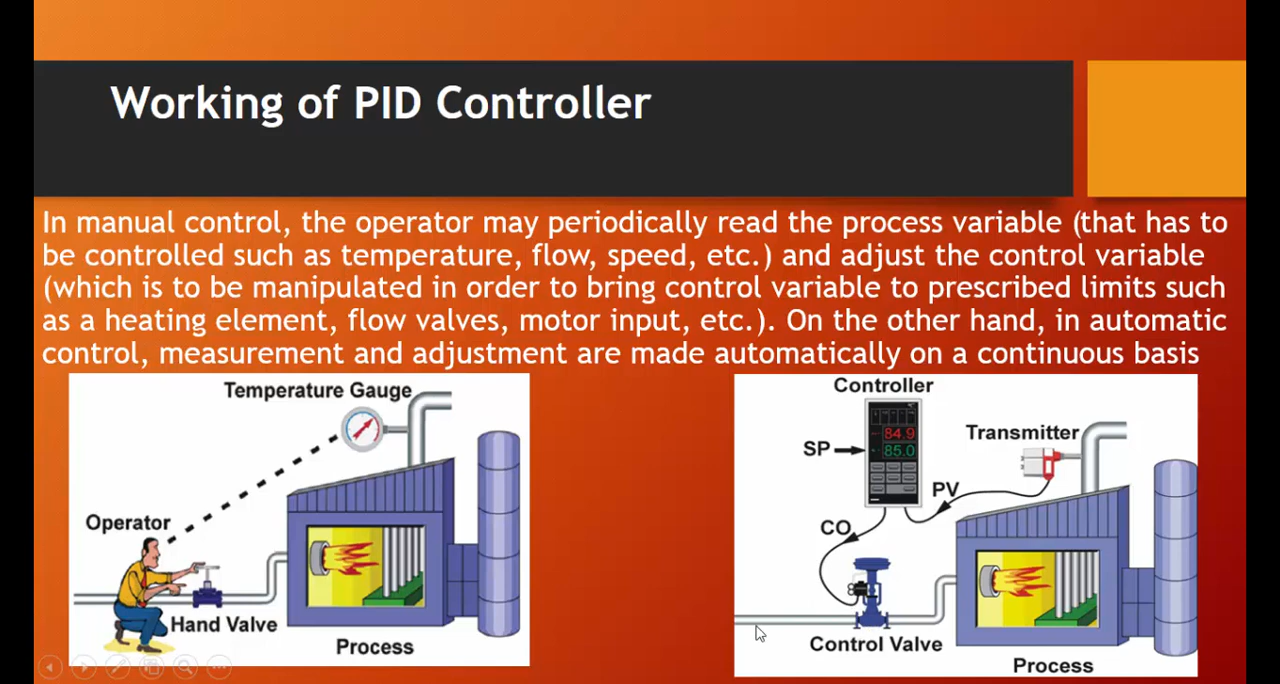 Working of PID Controller
In manual control, the operator may periodically read the process variable (that has to
be controlled such as temperature, flow, speed, etc.) and adjust the control variable
(which is to be manipulated in order to bring control variable to prescribed limits such
as a heating element, flow valves, motor input, etc.). On the other hand, in automatic
control, measurement and adjustment are made automatically on a continuous basis
Temperature Gauge
Operator
Hand Valve
Process
Controller
84.9
85.0
SP
Transmitter
PV
CO
Control Valve
Process